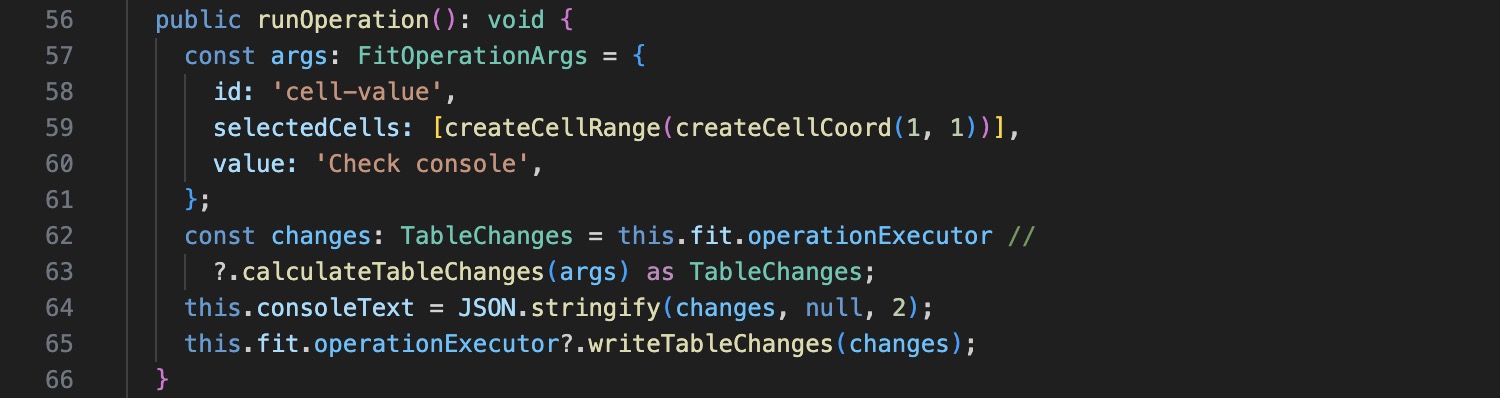 56 public runOperation(): void {
57 const args: FitOperationArgs = {
58 id: 'cell-value',
59 selectedCells: [createCellRange(createCellCoord(1, 1))],
60 value: 'Check console',
61 };
62 const changes: TableChanges = this.fit.operationExecutor //
63 ?.calculateTableChanges(args) as TableChanges;
64 this.consoleText = JSON.stringify(changes, null, 2);
65 this.fit.operationExecutor?.writeTableChanges(changes);
66 }